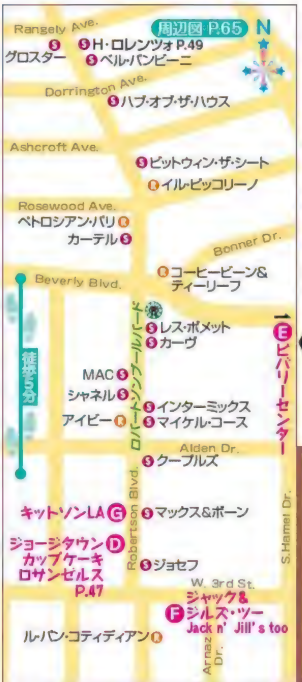 周辺図 P.65
N
Rangely Ave.
S S H・ロレンツォ P.49
グロスター S ベル・バンビーニ
Dorrington Ave.
S ハブ・オブ・ザ・ハウス
Ashcroft Ave.
S ビットウィン・ザ・シート
R イル・ピッコリーノ
Rosewood Ave.
ペトロシアン・パリ R
カーテル S
Bonner Dr.
R コーヒービーン&
ティーリーフ
Beverly Blvd.
ロバートソンブールバード
S レス・ポメット
S カーヴ
E ビバリーセンター
徒歩5分
MAC S
シャネル S
S インターミックス
アイビー R
S マイケル・コース
Alden Dr.
S クープルズ
キットソンLA G
S マックス&ボーン
Robertson Blvd.
S.Hamel Dr.
ジョージタウン D
カップケーキ
ロサンゼルス
P.47
S ジョセフ
W. 3rd St.
ジャック&
F ジルズ・ツー
Jack n' Jill's too
ル・パン・コティディアン R
Arnaz
Dr.